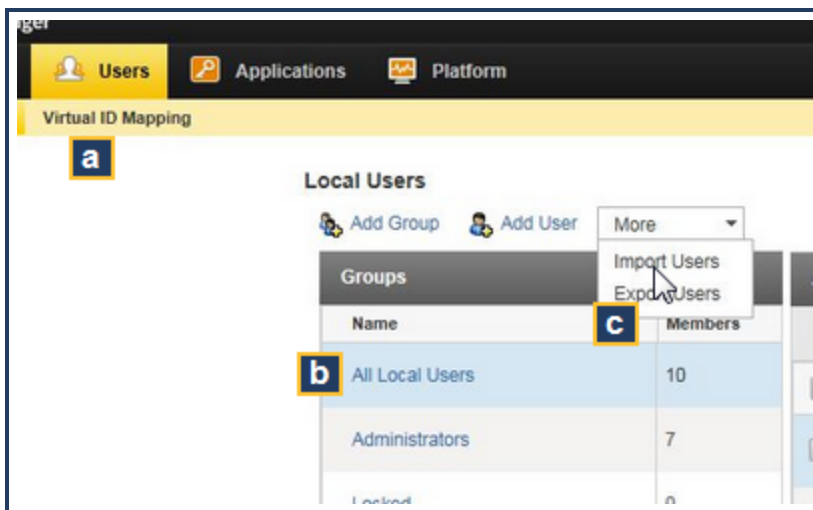 Users Applications Platform
Virtual ID Mapping
a
Local Users
Add Group Add User More
Groups Import Users
Export Users
c
Name Members
b All Local Users 10
Administrators 7
Locked 0